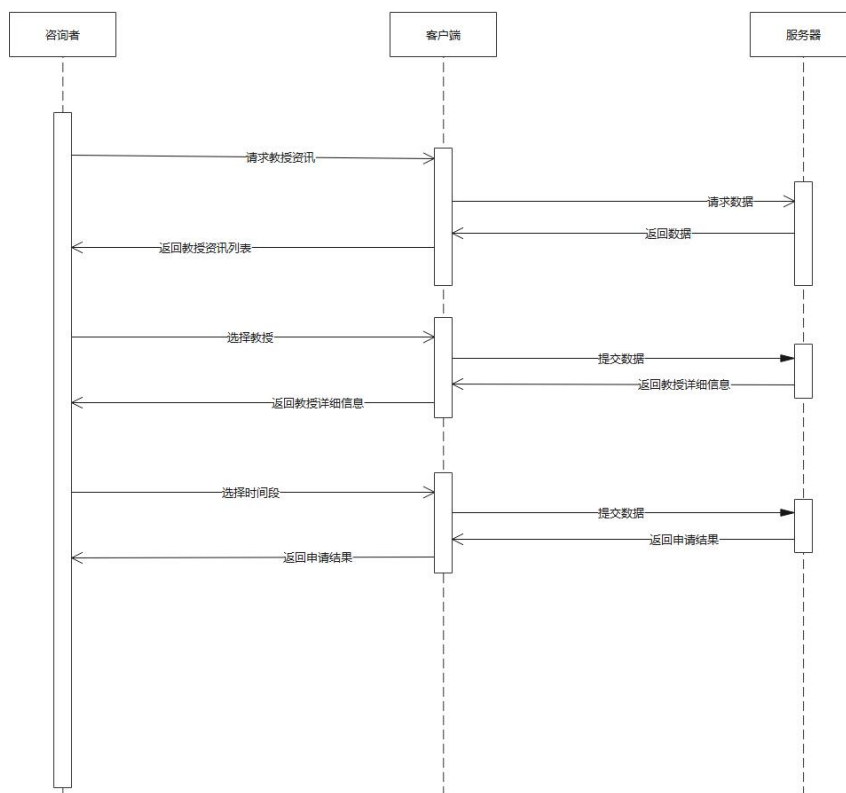 咨询者
客户端
服务器
请求教授资讯
请求数据
返回数据
返回教授资讯列表
选择教授
提交数据
返回教授详细信息
返回教授详细信息
选择时间段
提交数据
返回申请结果
返回申请结果